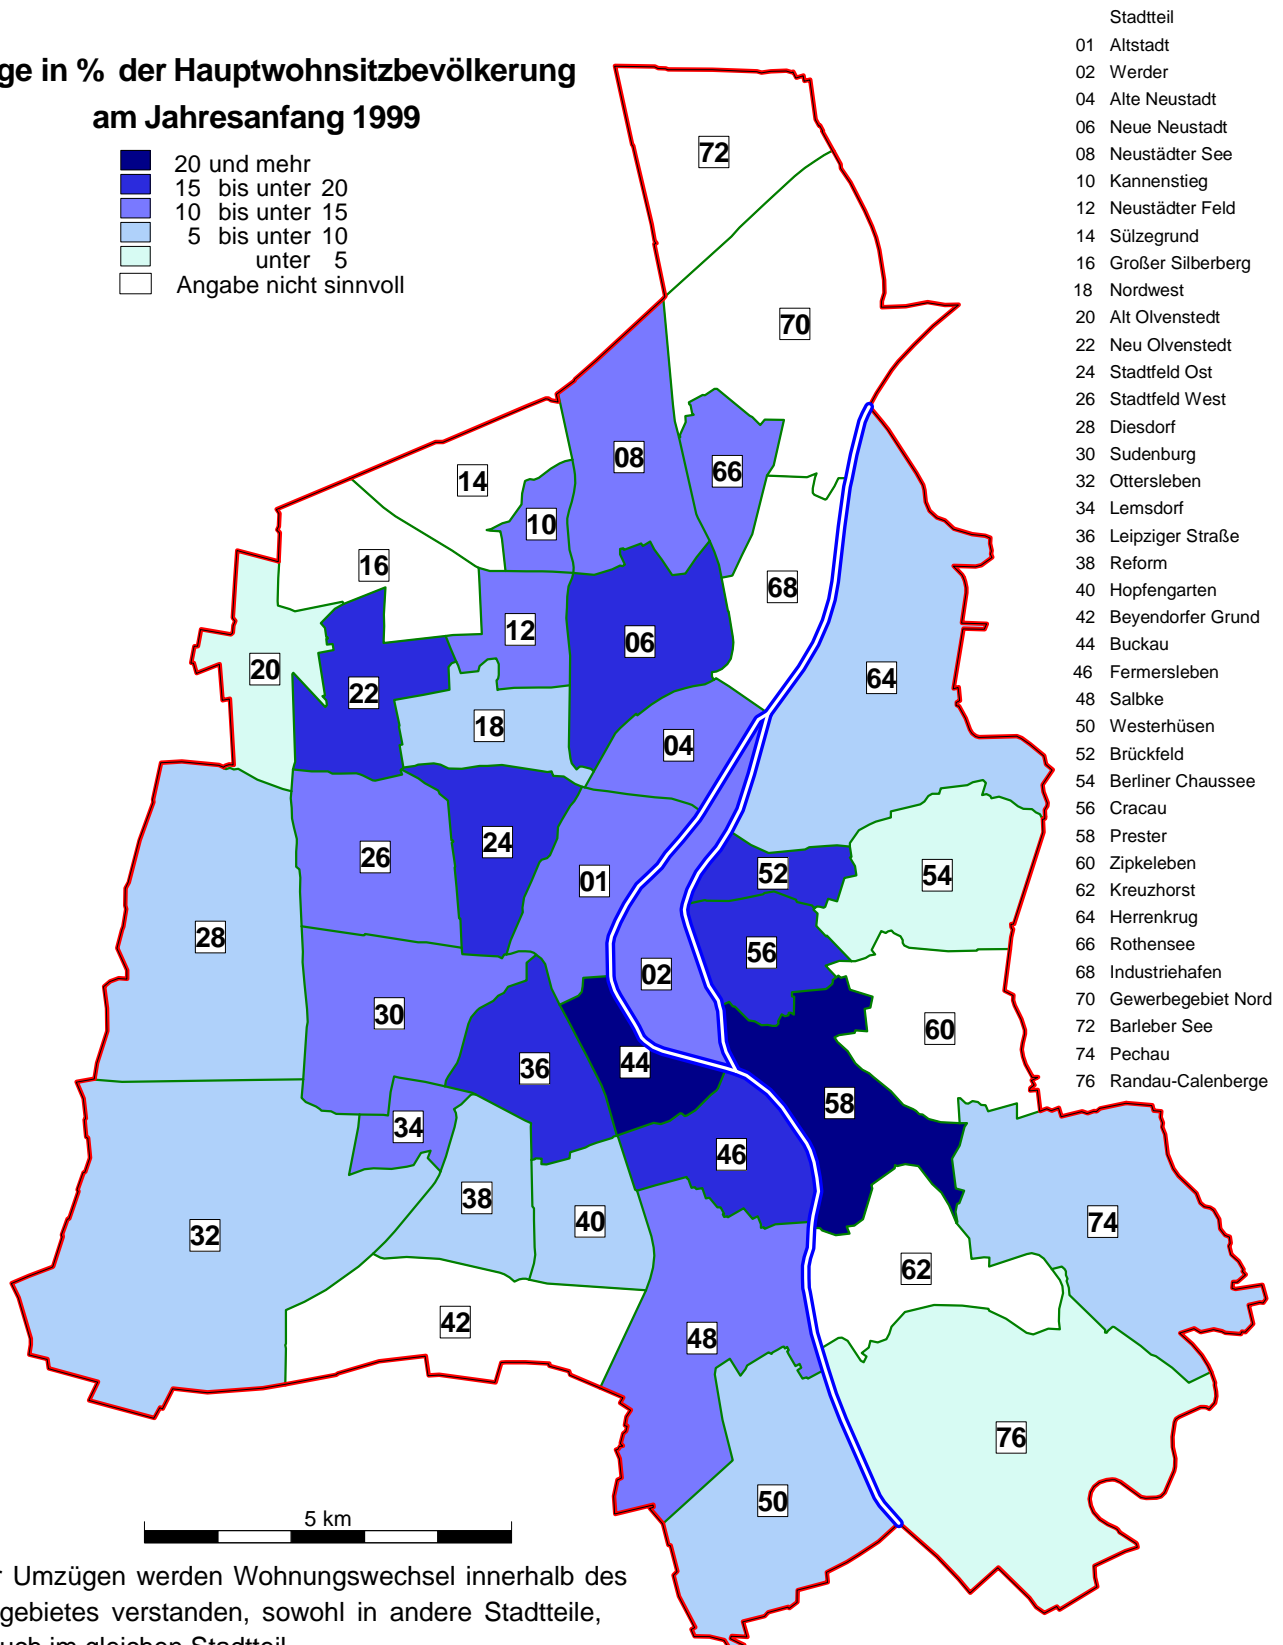 ge in % der Hauptwohnsitzbevölkerung
am Jahresanfang 1999
20 und mehr
15 bis unter 20
10 bis unter 15
5 bis unter 10
unter 5
Angabe nicht sinnvoll
Stadtteil
01 Altstadt
02 Werder
04 Alte Neustadt
06 Neue Neustadt
08 Neustädter See
10 Kannenstieg
12 Neustädter Feld
14 Sülzegrund
16 Großer Silberberg
18 Nordwest
20 Alt Olvenstedt
22 Neu Olvenstedt
24 Stadtfeld Ost
26 Stadtfeld West
28 Diesdorf
30 Sudenburg
32 Ottersleben
34 Lemsdorf
36 Leipziger Straße
38 Reform
40 Hopfengarten
42 Beyendorfer Grund
44 Buckau
46 Fermersleben
48 Salbke
50 Westerhüsen
52 Brückfeld
54 Berliner Chaussee
56 Cracau
58 Prester
60 Zipkeleben
62 Kreuzhorst
64 Herrenkrug
66 Rothensee
68 Industriehafen
70 Gewerbegebiet Nord
72 Barleber See
74 Pechau
76 Randau-Calenberge
72
70
08
66
14
10
16
68
12
06
20
64
22
18
04
24
26
52
54
01
28
56
02
30
60
44
36
58
34
46
38
40
74
32
62
42
48
76
50
5 km
r Umzügen werden Wohnungswechsel innerhalb des
gebietes verstanden, sowohl in andere Stadtteile,
uch im gleichen Stadtteil